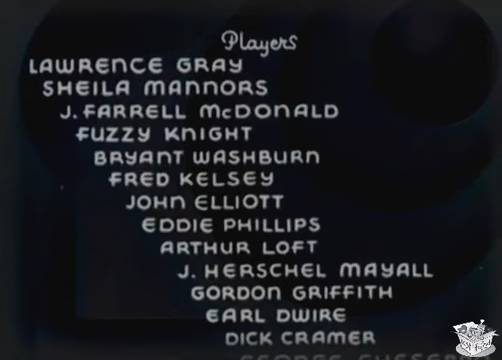 Players
LAWRENCE GRAY
SHEILA MANNORS
J. FARRELL McDONALD
FUZZY KNIGHT
BRYANT WASHBURN
FRED KELSEY
JOHN ELLIOTT
EDDIE PHILLIPS
ARTHUR LOFT
J. HERSCHEL MAYALL
GORDON GRIFFITH
EARL DWIRE
DICK CRAMER